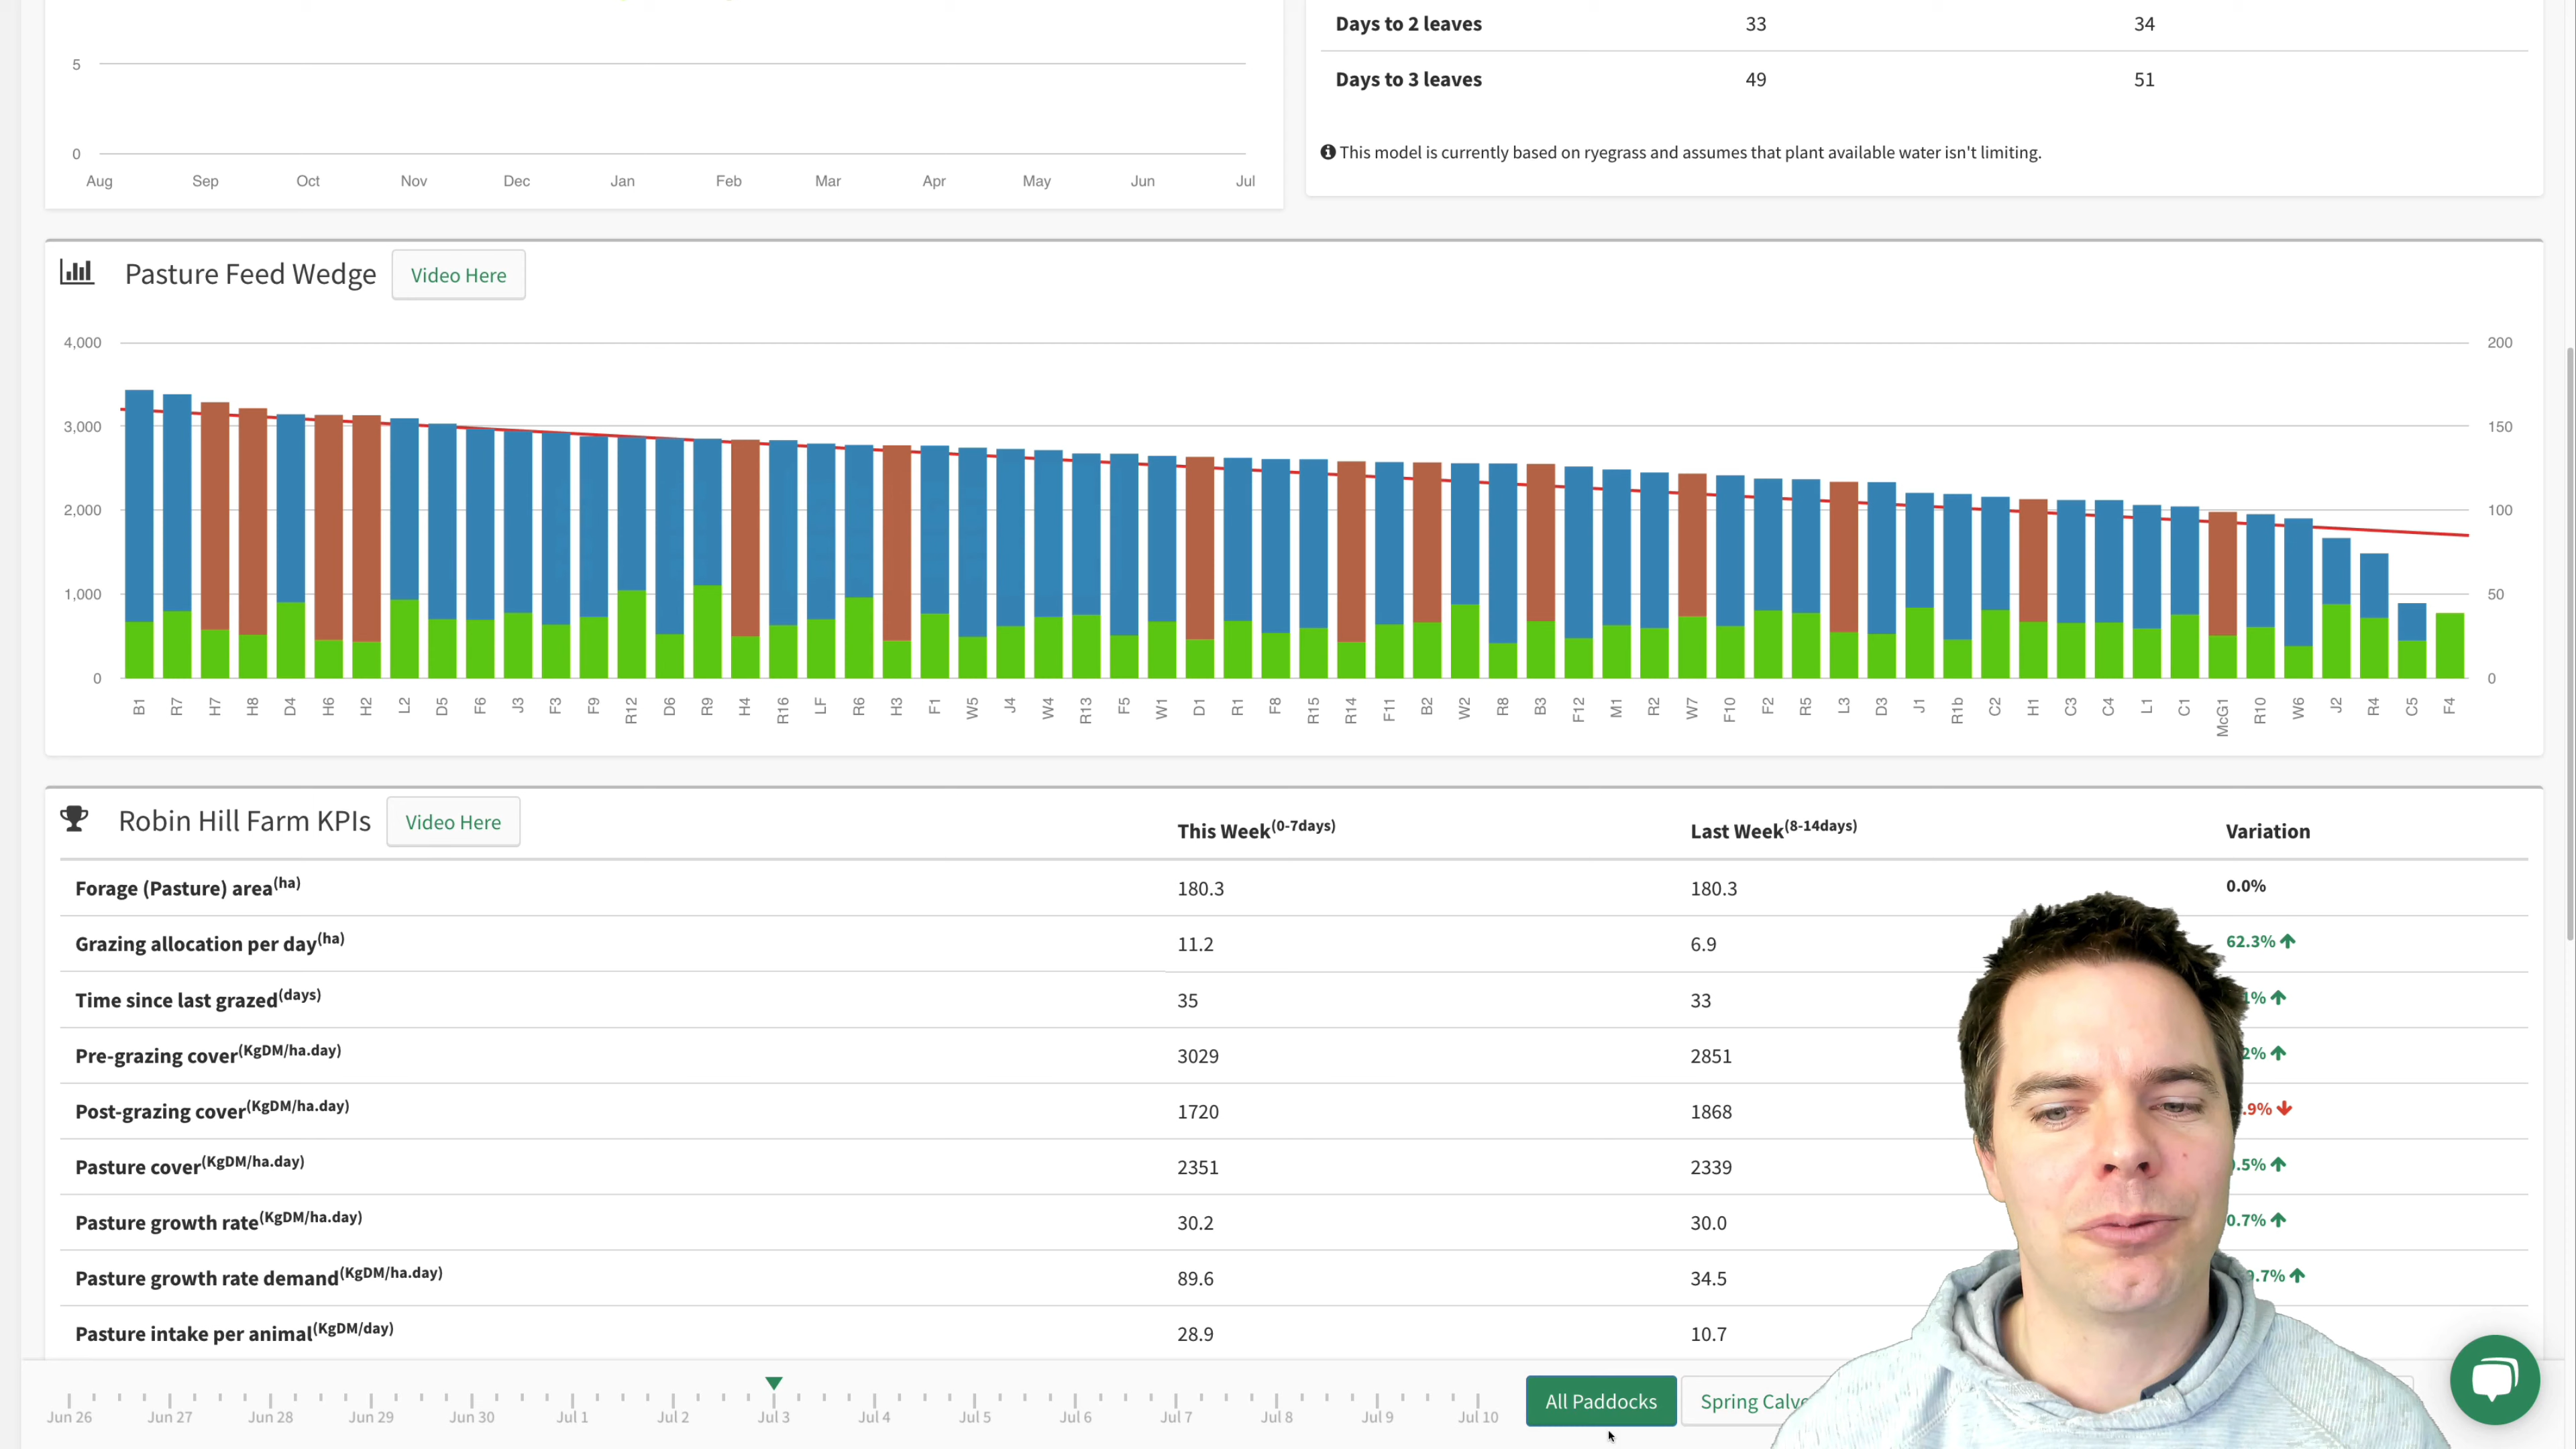 Days to 2 leaves 33 34
5
Days to 3 leaves 49 51
0
This model is currently based on ryegrass and assumes that plant available water isn't limiting.
Aug Sep Oct Nov Dec Jan Feb Mar Apr May Jun Jul
Pasture Feed Wedge Video Here
4,000 200
3,000 150
2,000 100
1,000 50
0 0
B1 R7 H7 H8 D4 H6 H2 L2 D5 F6 J3 F3 F9 R12 D6 R9 H4 R16 LF R6 H3 F1 W5 J4 W4 R13 F5 W1 D1 R1 F8 R15 R14 F11 B2 W2 R8 B3 F12 M1 R2 W7 F10 F2 R5 L3 D3 J1 R1b C2 H1 C3 C4 L1 C1 McG1 R10 W6 J2 R4 C5 F4
Robin Hill Farm KPIs Video Here This Week(0-7days) Last Week(8-14days) Variation
Forage (Pasture) area(ha) 180.3 180.3 0.0%
Grazing allocation per day(ha) 11.2 6.9 62.3%
Time since last grazed(days) 35 33
Pre-grazing cover(KgDM/ha.day) 3029 2851
Post-grazing cover(KgDM/ha.day) 1720 1868
Pasture cover(KgDM/ha.day) 2351 2339
Pasture growth rate(KgDM/ha.day) 30.2 30.0 0.7%
Pasture growth rate demand(KgDM/ha.day) 89.6 34.5
Pasture intake per animal(KgDM/day) 28.9 10.7
All Paddocks Spring
Jun 26 Jun 27 Jun 28 Jun 29 Jun 30 Jul 1 Jul 2 Jul 3 Jul 4 Jul 5 Jul 6 Jul 7 Jul 8 Jul 9 Jul 10